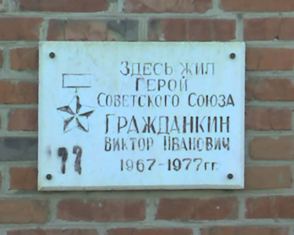 Здесь жил
Герой
Советского Союза
Гражданкин
Виктор Иванович
1967-1977гг.